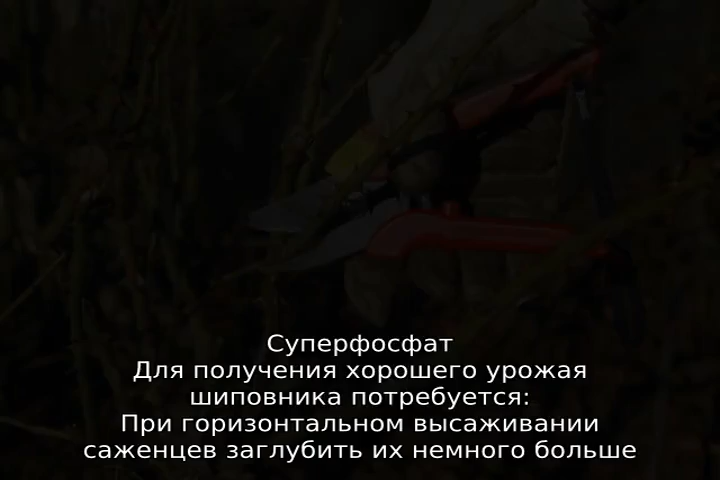 Суперфосфат
Для получения хорошего урожая
шиповника потребуется:
При горизонтальном высаживании
саженцев заглубить их немного больше